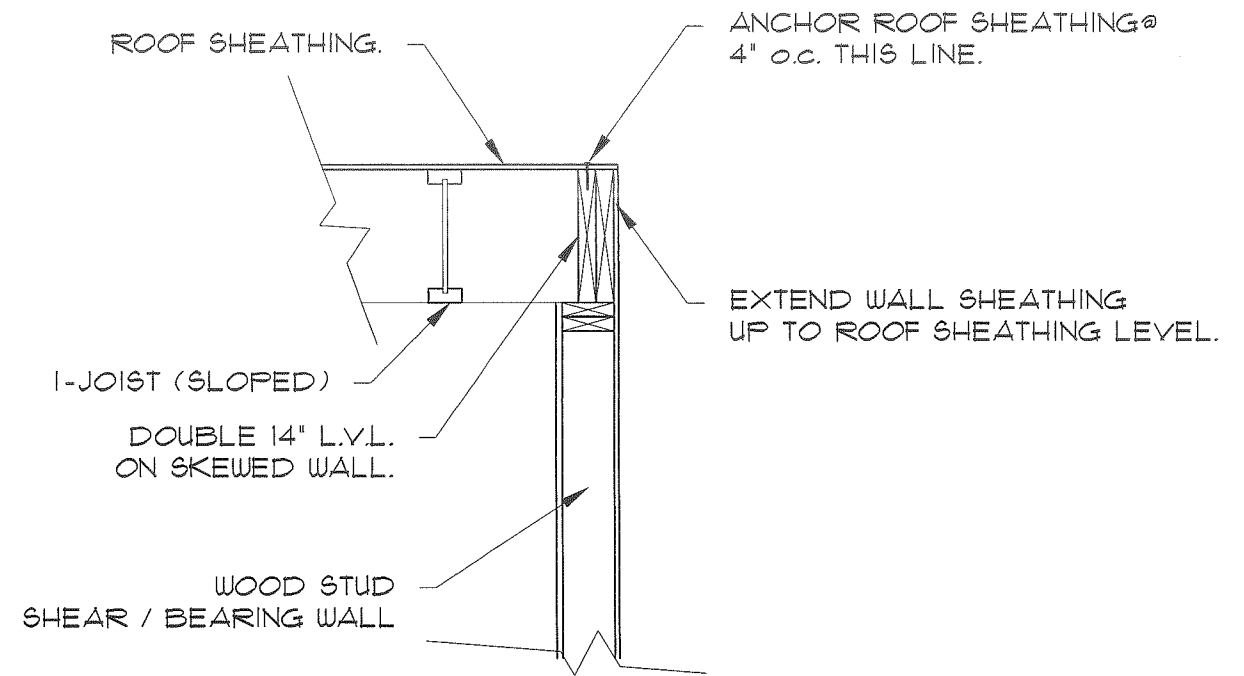 ROOF SHEATHING.
ANCHOR ROOF SHEATHING@
4" O.C. THIS LINE.
EXTEND WALL SHEATHING
UP TO ROOF SHEATHING LEVEL.
I-JOIST (SLOPED)
DOUBLE 14" L.V.L.
ON SKEWED WALL.
WOOD STUD
SHEAR / BEARING WALL